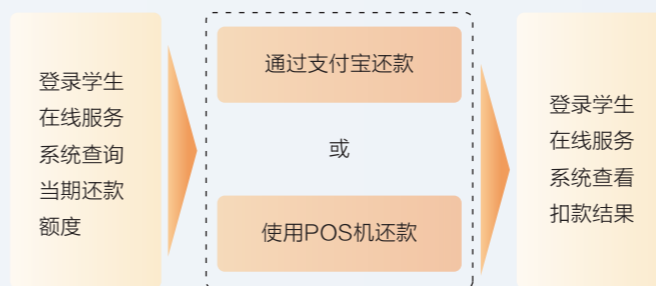 登录学生
在线服务
系统查询
当期还款
额度
通过支付宝还款
或
使用POS机还款
登录学生
在线服务
系统查看
扣款结果